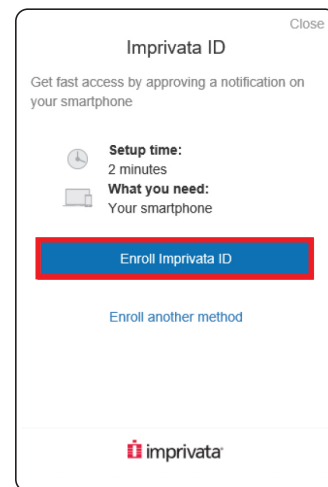 Close
Imprivata ID
Get fast access by approving a notification on
your smartphone
Setup time:
2 minutes
What you need:
Your smartphone
Enroll Imprivata ID
Enroll another method
imprivata